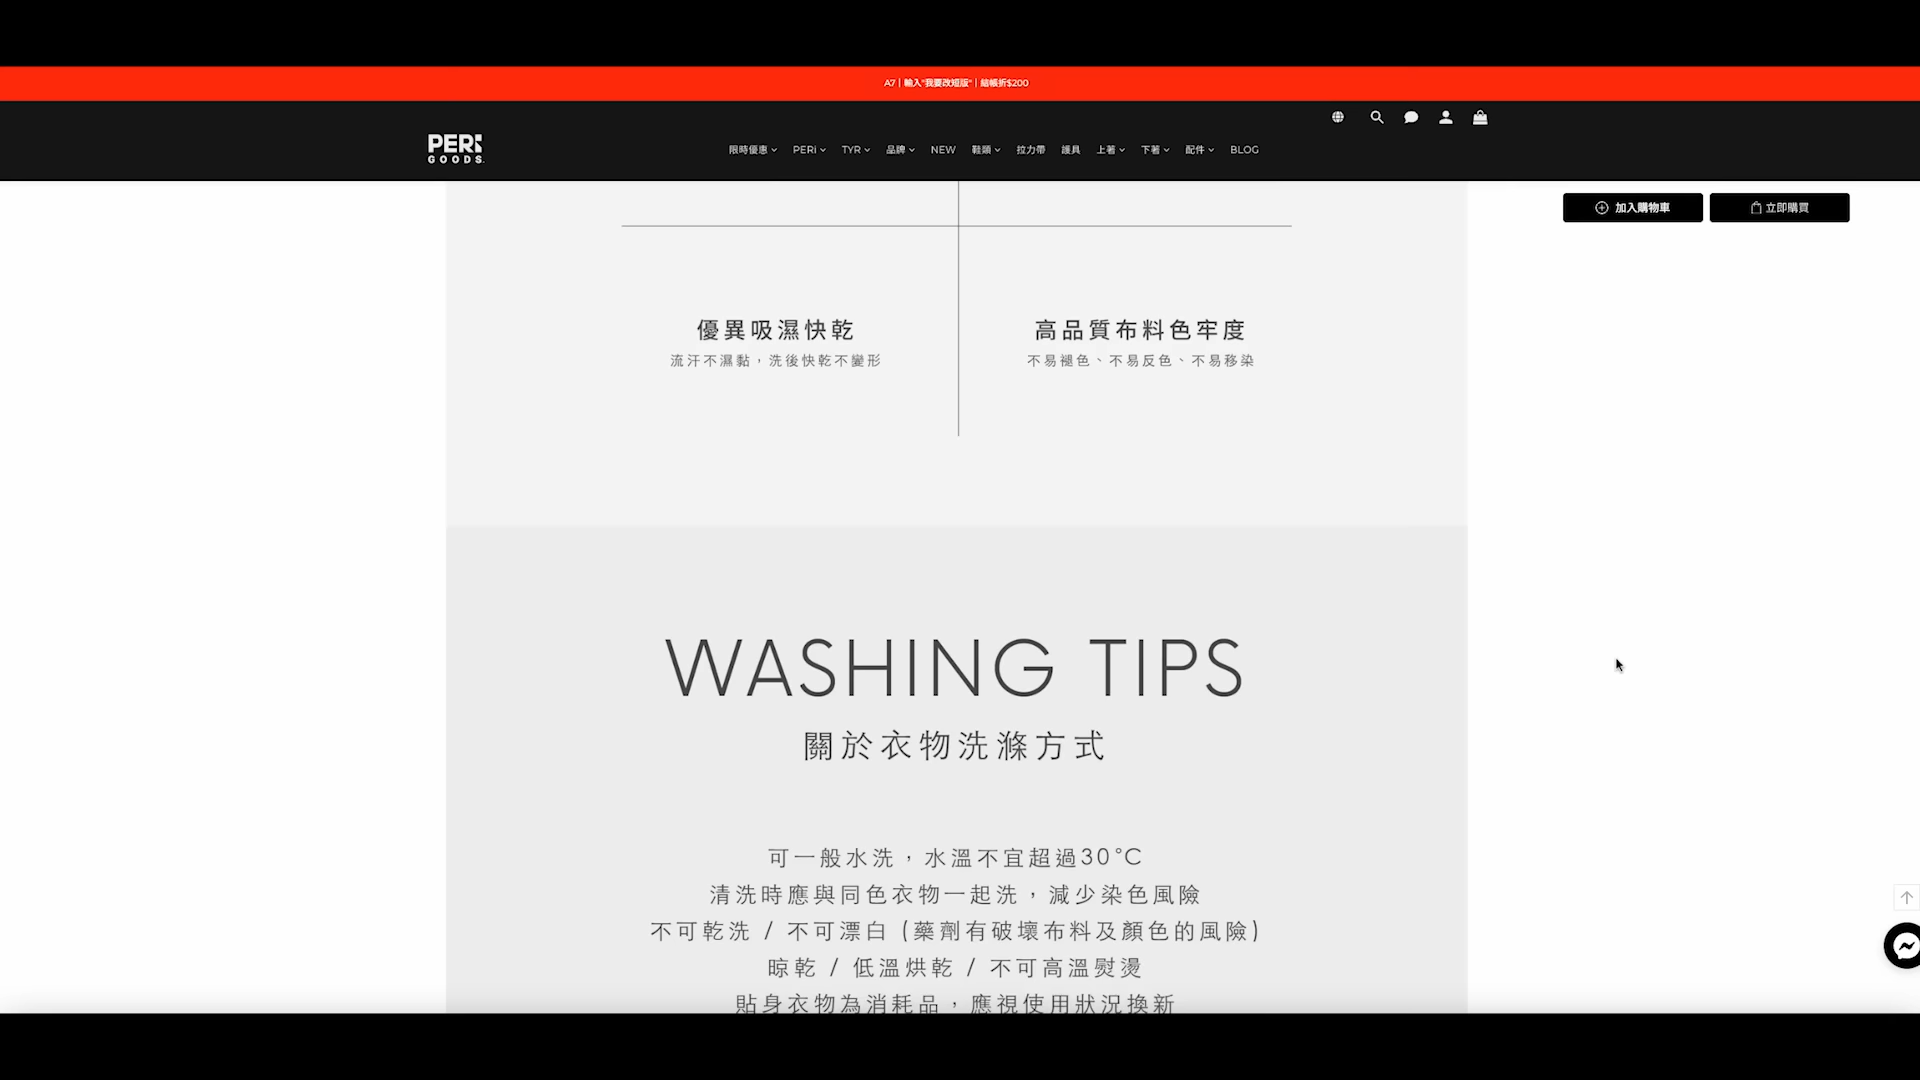 A7｜輸入"我要改短版"｜結帳折$200
PERi
GOODS.
限時優惠 PERi TYR 品牌 NEW 鞋類 拉力帶 護具 上著 下著 配件 BLOG
加入購物車 立即購買
優異吸濕快乾
流汗不濕黏，洗後快乾不變形
高品質布料色牢度
不易褪色、不易反色、不易移染
WASHING TIPS
關於衣物洗滌方式
可一般水洗，水溫不宜超過30°C
清洗時應與同色衣物一起洗，減少染色風險
不可乾洗 / 不可漂白 (藥劑有破壞布料及顏色的風險)
晾乾 / 低溫烘乾 / 不可高溫熨燙
貼身衣物為消耗品，應視使用狀況換新